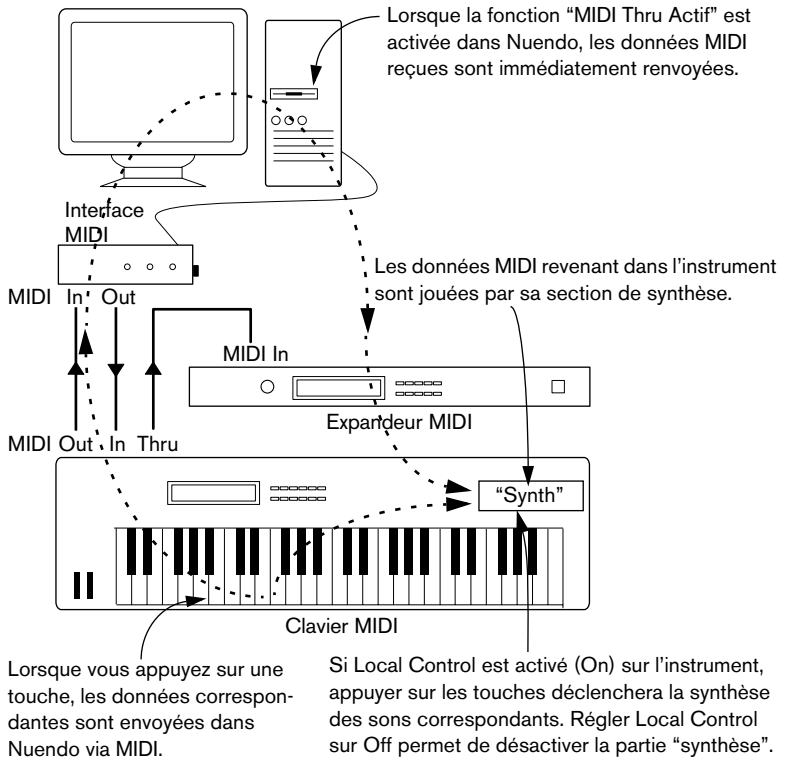 Lorsque la fonction “MIDI Thru Actif” est
activée dans Nuendo, les données MIDI
reçues sont immédiatement renvoyées.
Interface
MIDI
Les données MIDI revenant dans l’instrument
sont jouées par sa section de synthèse.
MIDI In Out
MIDI In
Expandeur MIDI
MIDI Out In Thru
“Synth”
Clavier MIDI
Lorsque vous appuyez sur une
touche, les données correspon-
dantes sont envoyées dans
Nuendo via MIDI.
Si Local Control est activé (On) sur l’instrument,
appuyer sur les touches déclenchera la synthèse
des sons correspondants. Régler Local Control
sur Off permet de désactiver la partie “synthèse”.